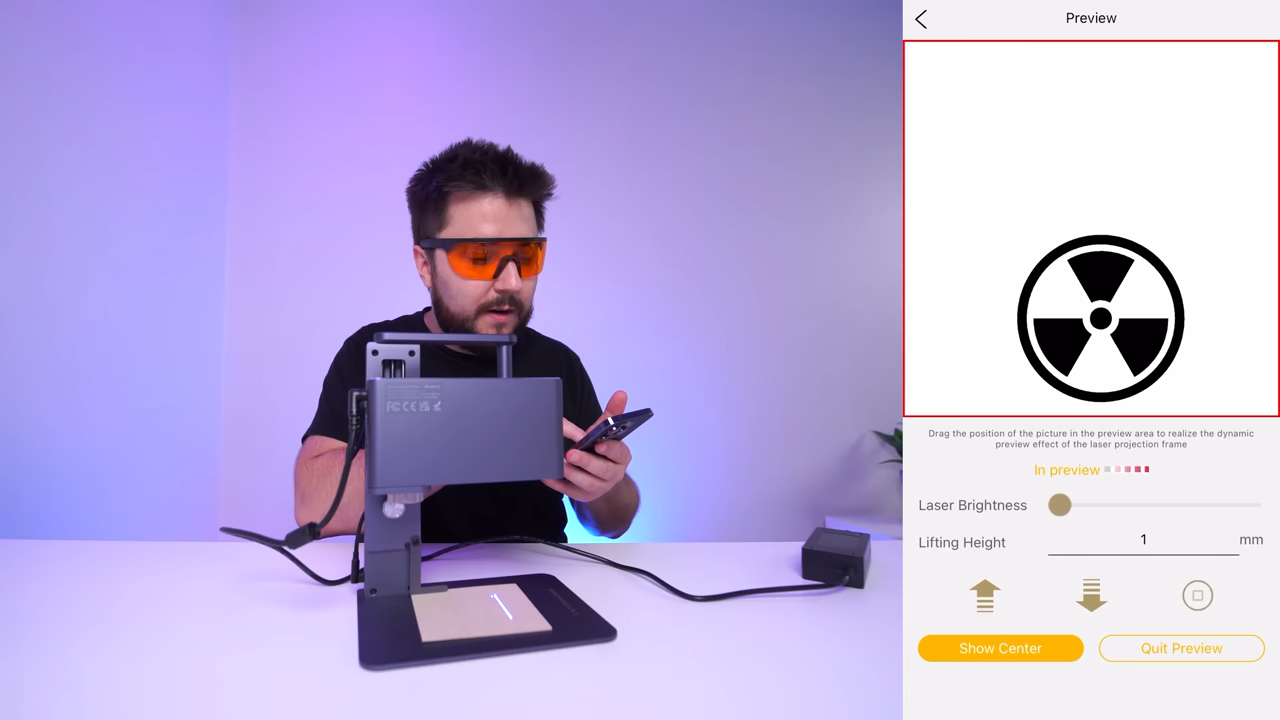 Preview
Drag the position of the picture in the preview area to realize the dynamic
preview effect of the laser projection frame
In preview
Laser Brightness
Lifting Height
1
mm
Show Center
Quit Preview